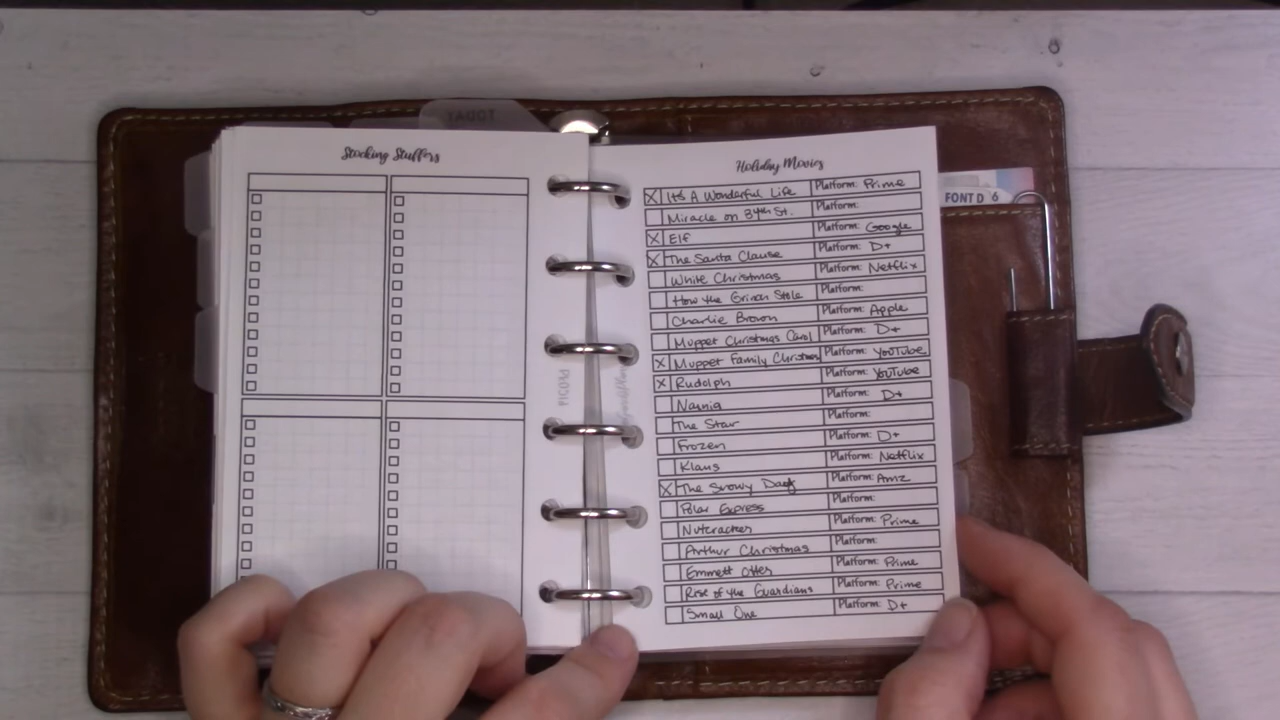 TODAY
Stocking Stuffers
FONT D 6
Holiday Movies
X It's A Wonderful Life Platform: Prime
Miracle on 34th St. Platform:
X Elf Platform: Google
X The Santa Clause Platform: D+
White Christmas Platform: Netflix
How the Grinch Stole Platform:
Charlie Brown Platform: Apple
Muppet Christmas Carol Platform: D+
X Muppet Family Christmas Platform: YouTube
X Rudolph Platform: YouTube
Narnia Platform: D+
The Star Platform:
Frozen Platform: D+
Klaus Platform: Netflix
X The Snowy Day Platform: Amz
Polar Express Platform:
Nutcracker Platform: Prime
Arthur Christmas Platform:
Emmett Otter Platform: Prime
Rise of the Guardians Platform: Prime
Small One Platform: D+